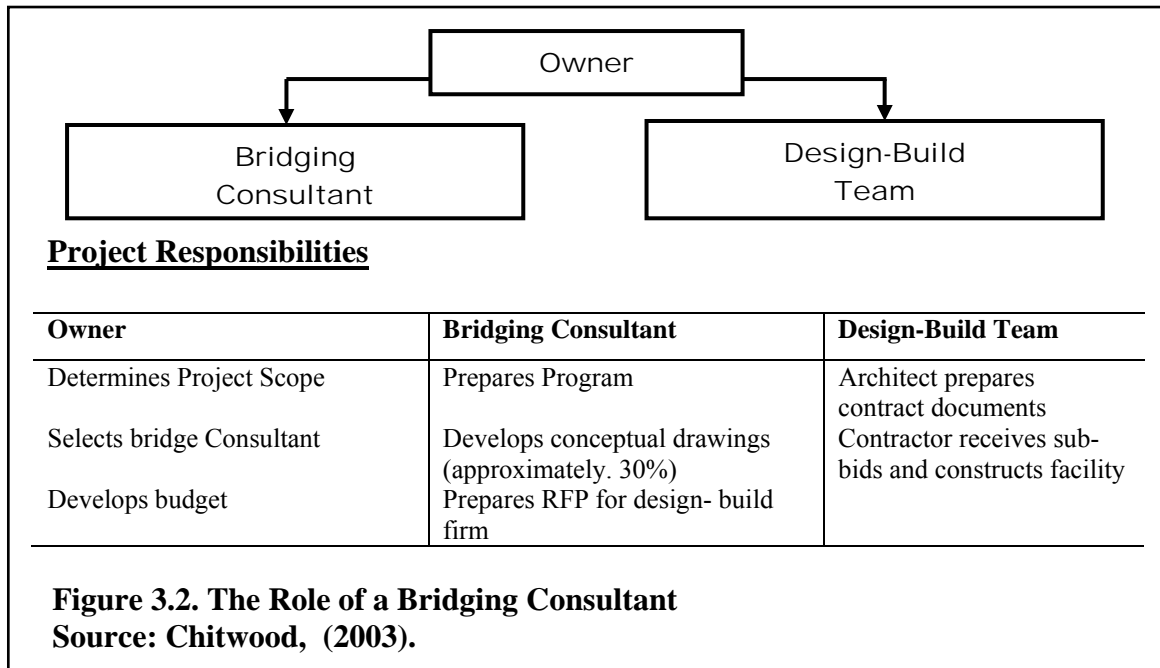 Owner
Bridging
Consultant
Design-Build
Team
Project Responsibilities
Owner
Bridging Consultant
Design-Build Team
Determines Project Scope
Prepares Program
Architect prepares
contract documents
Selects bridge Consultant
Develops conceptual drawings
(approximately. 30%)
Contractor receives sub-
bids and constructs facility
Develops budget
Prepares RFP for design- build
firm
Figure 3.2. The Role of a Bridging Consultant
Source: Chitwood, (2003).